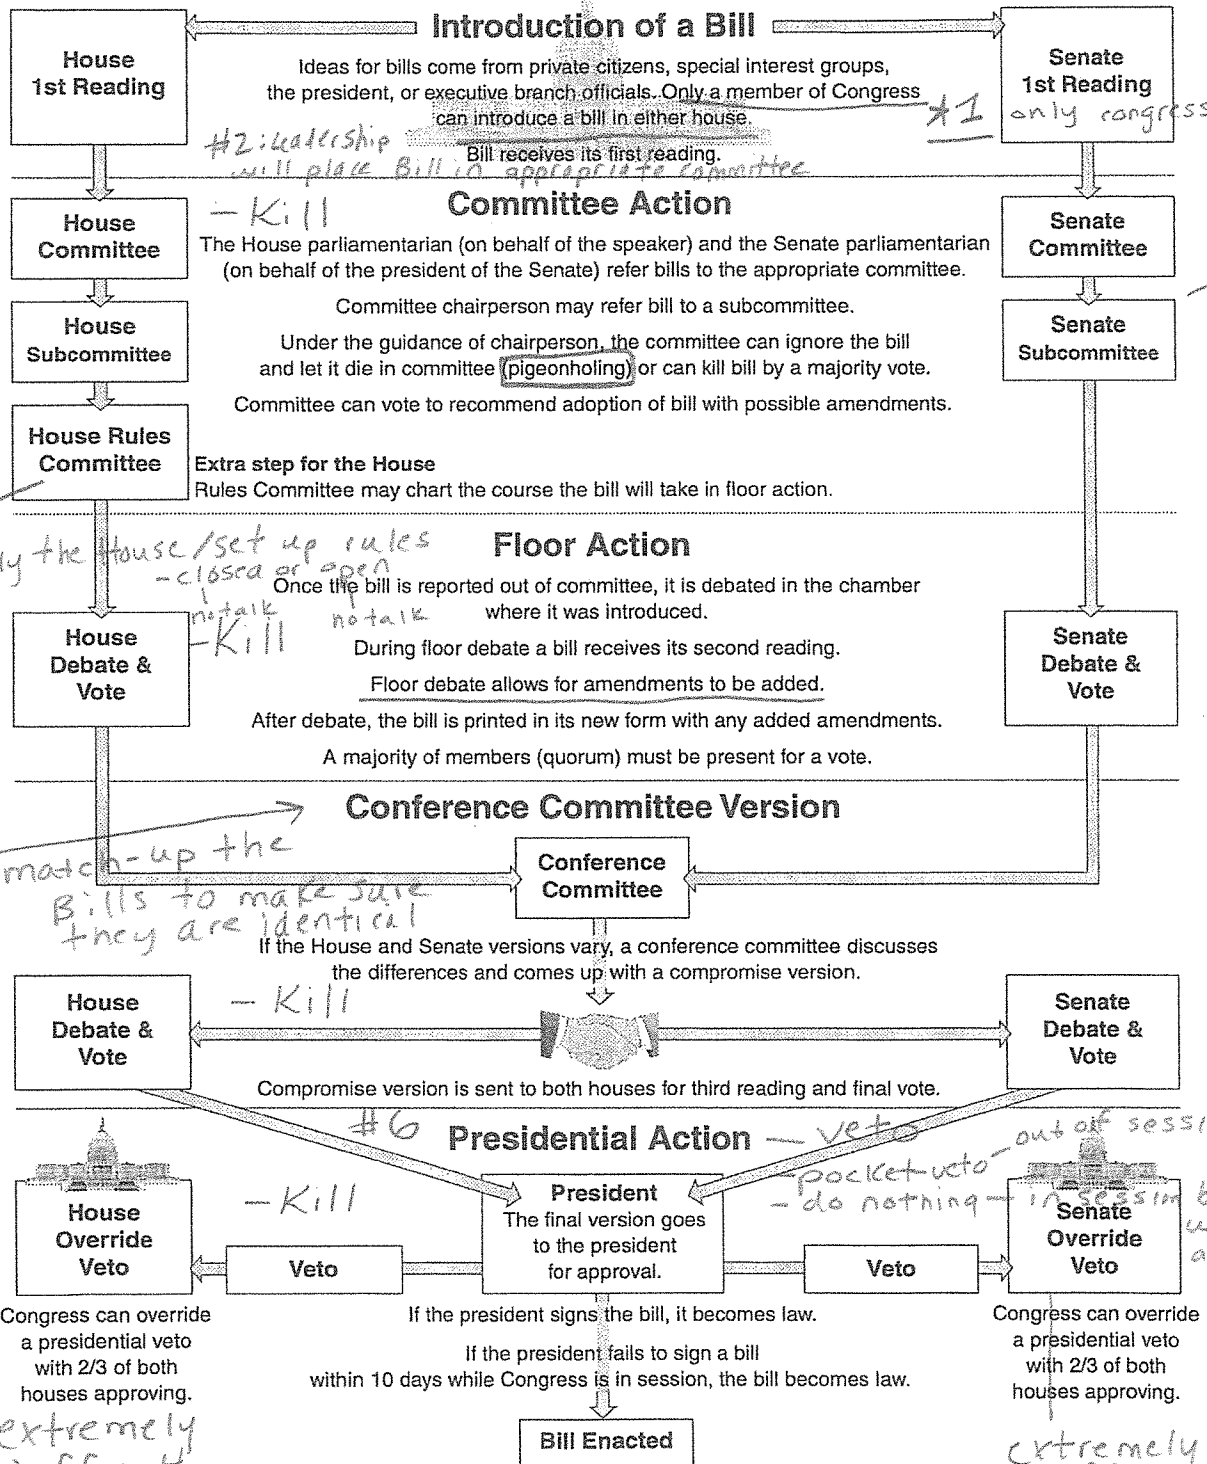 Introduction of a Bill
House
1st Reading
Senate
1st Reading
Ideas for bills come from private citizens, special interest groups,
the president, or executive branch officials. Only a member of Congress
can introduce a bill in either house.
*1 only congress
#2: Leadership
will place Bill in appropriate committee
Bill receives its first reading.
- Kill
Committee Action
House
Committee
Senate
Committee
The House parliamentarian (on behalf of the speaker) and the Senate parliamentarian
(on behalf of the president of the Senate) refer bills to the appropriate committee.
Committee chairperson may refer bill to a subcommittee.
House
Subcommittee
Senate
Subcommittee
Under the guidance of chairperson, the committee can ignore the bill
and let it die in committee (pigeonholing) or can kill bill by a majority vote.
Committee can vote to recommend adoption of bill with possible amendments.
House Rules
Committee
Extra step for the House
Rules Committee may chart the course the bill will take in floor action.
the House/set up rules
- closed or open
no talk no talk
Floor Action
Once the bill is reported out of committee, it is debated in the chamber
where it was introduced.
House
Debate &
Vote
- Kill
Senate
Debate &
Vote
During floor debate a bill receives its second reading.
Floor debate allows for amendments to be added.
After debate, the bill is printed in its new form with any added amendments.
A majority of members (quorum) must be present for a vote.
Conference Committee Version
match-up the
Bills to make sure
they are identical
Conference
Committee
If the House and Senate versions vary, a conference committee discusses
the differences and comes up with a compromise version.
House
Debate &
Vote
- Kill
Senate
Debate &
Vote
Compromise version is sent to both houses for third reading and final vote.
#6
Presidential Action
- veto
- pocket-veto - out of
- do nothing - in session
- Kill
House
Override
Veto
Veto
President
The final version goes
to the president
for approval.
Veto
Senate
Override
Veto
Congress can override
a presidential veto
with 2/3 of both
houses approving.
extremely
If the president signs the bill, it becomes law.
If the president fails to sign a bill
within 10 days while Congress is in session, the bill becomes law.
Congress can override
a presidential veto
with 2/3 of both
houses approving.
extremely
Bill Enacted